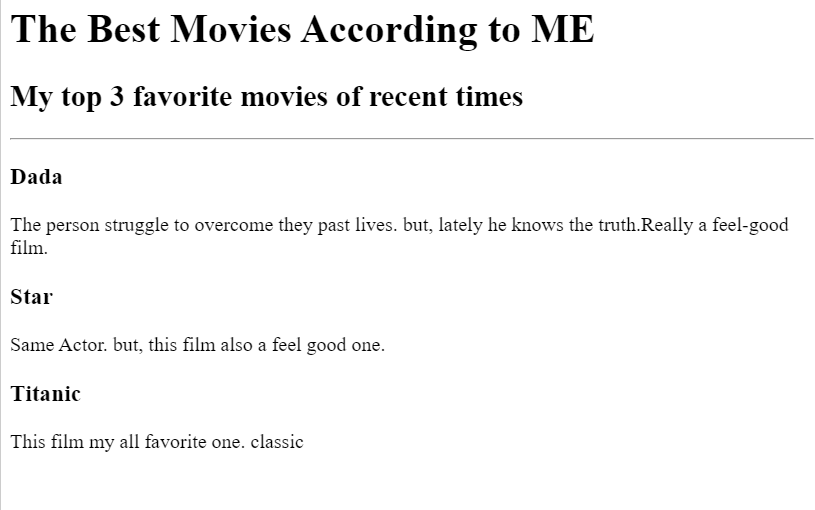 The Best Movies According to ME
My top 3 favorite movies of recent times
Dada
The person struggle to overcome they past lives. but, lately he knows the truth.Really a feel-good
film.
Star
Same Actor. but, this film also a feel good one.
Titanic
This film my all favorite one. classic